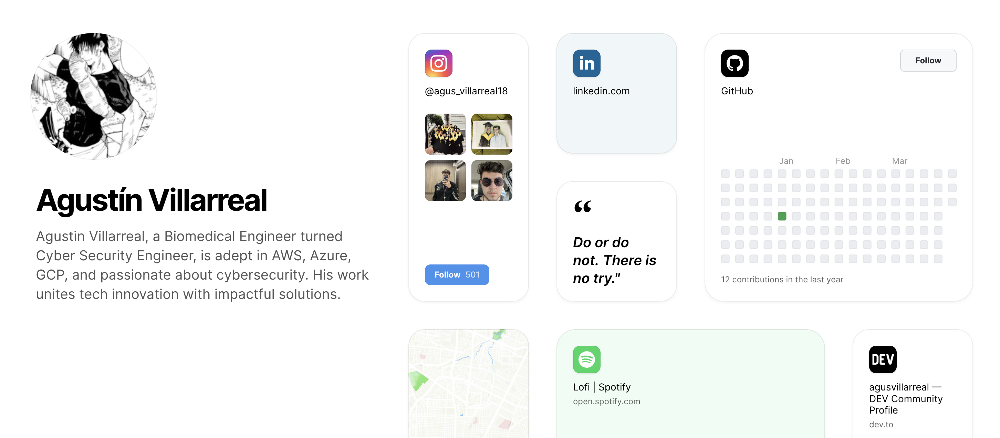 Agustín Villarreal
Agustin Villarreal, a Biomedical Engineer turned
Cyber Security Engineer, is adept in AWS, Azure,
GCP, and passionate about cybersecurity. His work
unites tech innovation with impactful solutions.
@agus_villarreal18
Follow 501
in
linkedin.com
“
Do or do
not. There is
no try."
GitHub
Follow
Jan Feb Mar
12 contributions in the last year
Lofi | Spotify
open.spotify.com
DEV
agusvillarreal —
DEV Community
Profile
dev.to